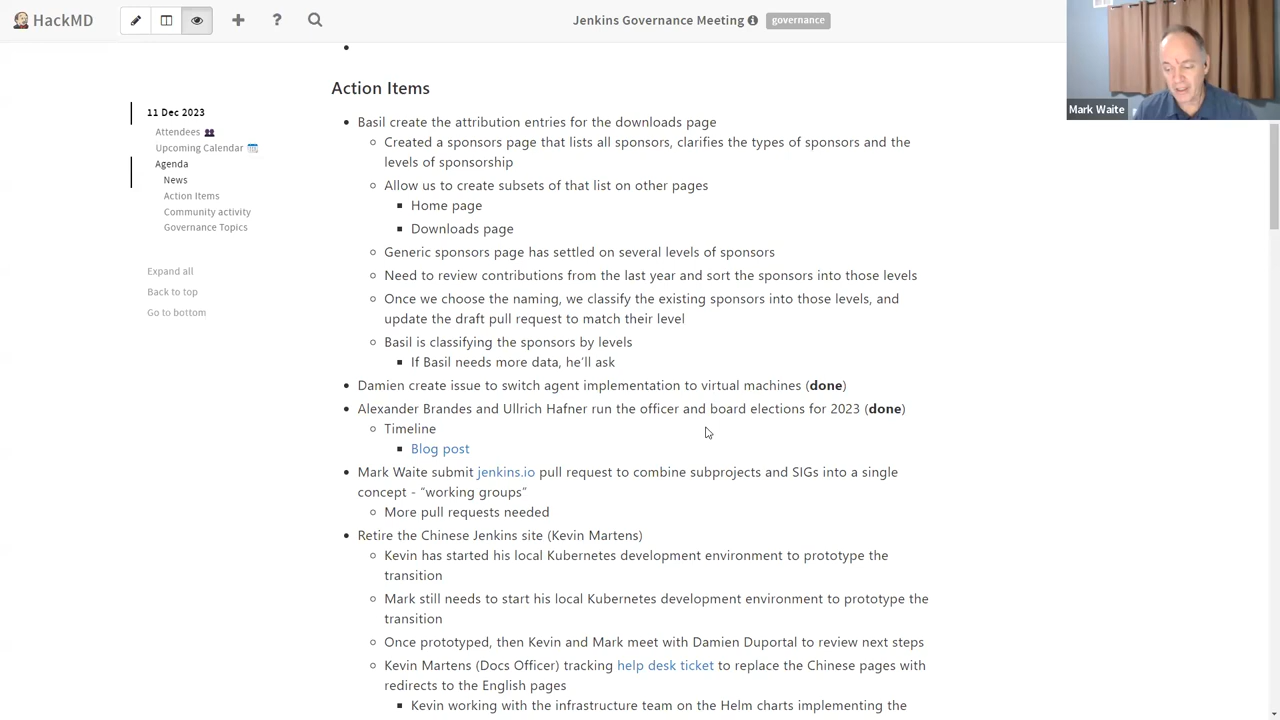 HackMD
Jenkins Governance Meeting
governance
Mark Waite
11 Dec 2023
Attendees
Upcoming Calendar
Agenda
News
Action Items
Community activity
Governance Topics
Expand all
Back to top
Go to bottom
Action Items
Basil create the attribution entries for the downloads page
Created a sponsors page that lists all sponsors, clarifies the types of sponsors and the
levels of sponsorship
Allow us to create subsets of that list on other pages
Home page
Downloads page
Generic sponsors page has settled on several levels of sponsors
Need to review contributions from the last year and sort the sponsors into those levels
Once we choose the naming, we classify the existing sponsors into those levels, and
update the draft pull request to match their level
Basil is classifying the sponsors by levels
If Basil needs more data, he'll ask
Damien create issue to switch agent implementation to virtual machines (done)
Alexander Brandes and Ullrich Hafner run the officer and board elections for 2023 (done)
Timeline
Blog post
Mark Waite submit jenkins.io pull request to combine subprojects and SIGs into a single
concept - “working groups”
More pull requests needed
Retire the Chinese Jenkins site (Kevin Martens)
Kevin has started his local Kubernetes development environment to prototype the
transition
Mark still needs to start his local Kubernetes development environment to prototype the
transition
Once prototyped, then Kevin and Mark meet with Damien Duportal to review next steps
Kevin Martens (Docs Officer) tracking help desk ticket to replace the Chinese pages with
redirects to the English pages
Kevin working with the infrastructure team on the Helm charts implementing the